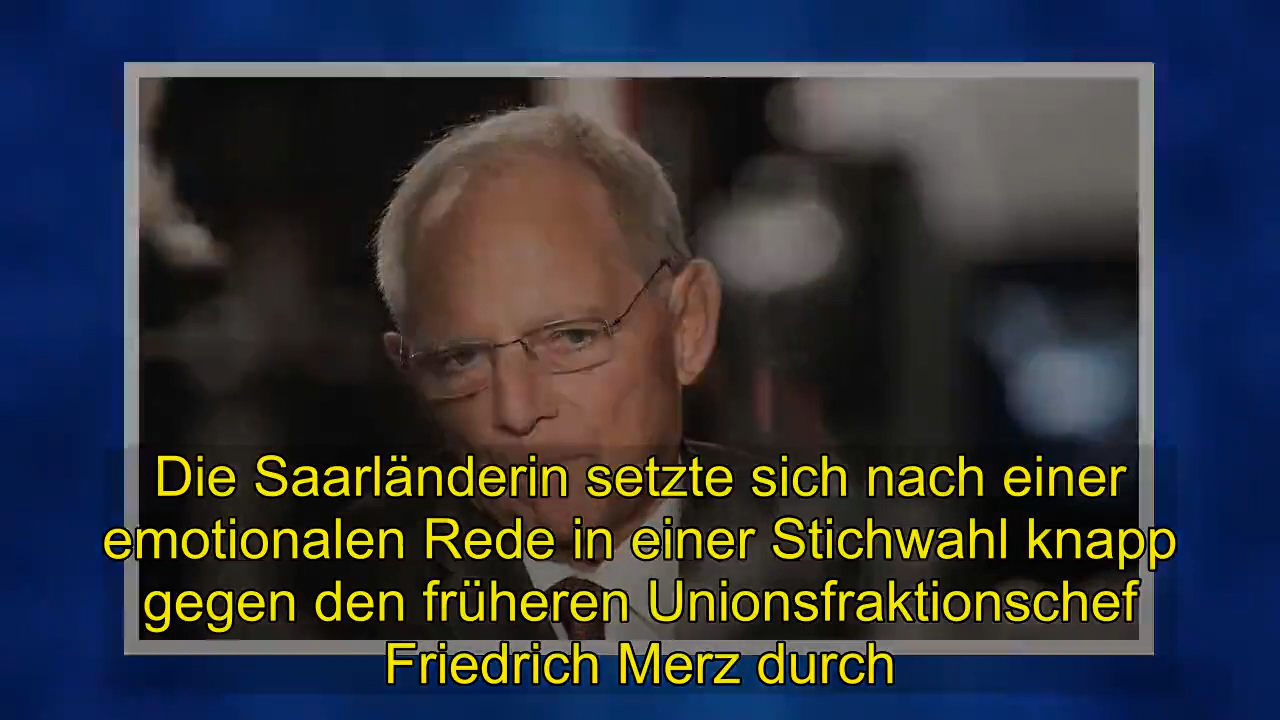 Die Saarländerin setzte sich nach einer
emotionalen Rede in einer Stichwahl knapp
gegen den früheren Unionsfraktionschef
Friedrich Merz durch